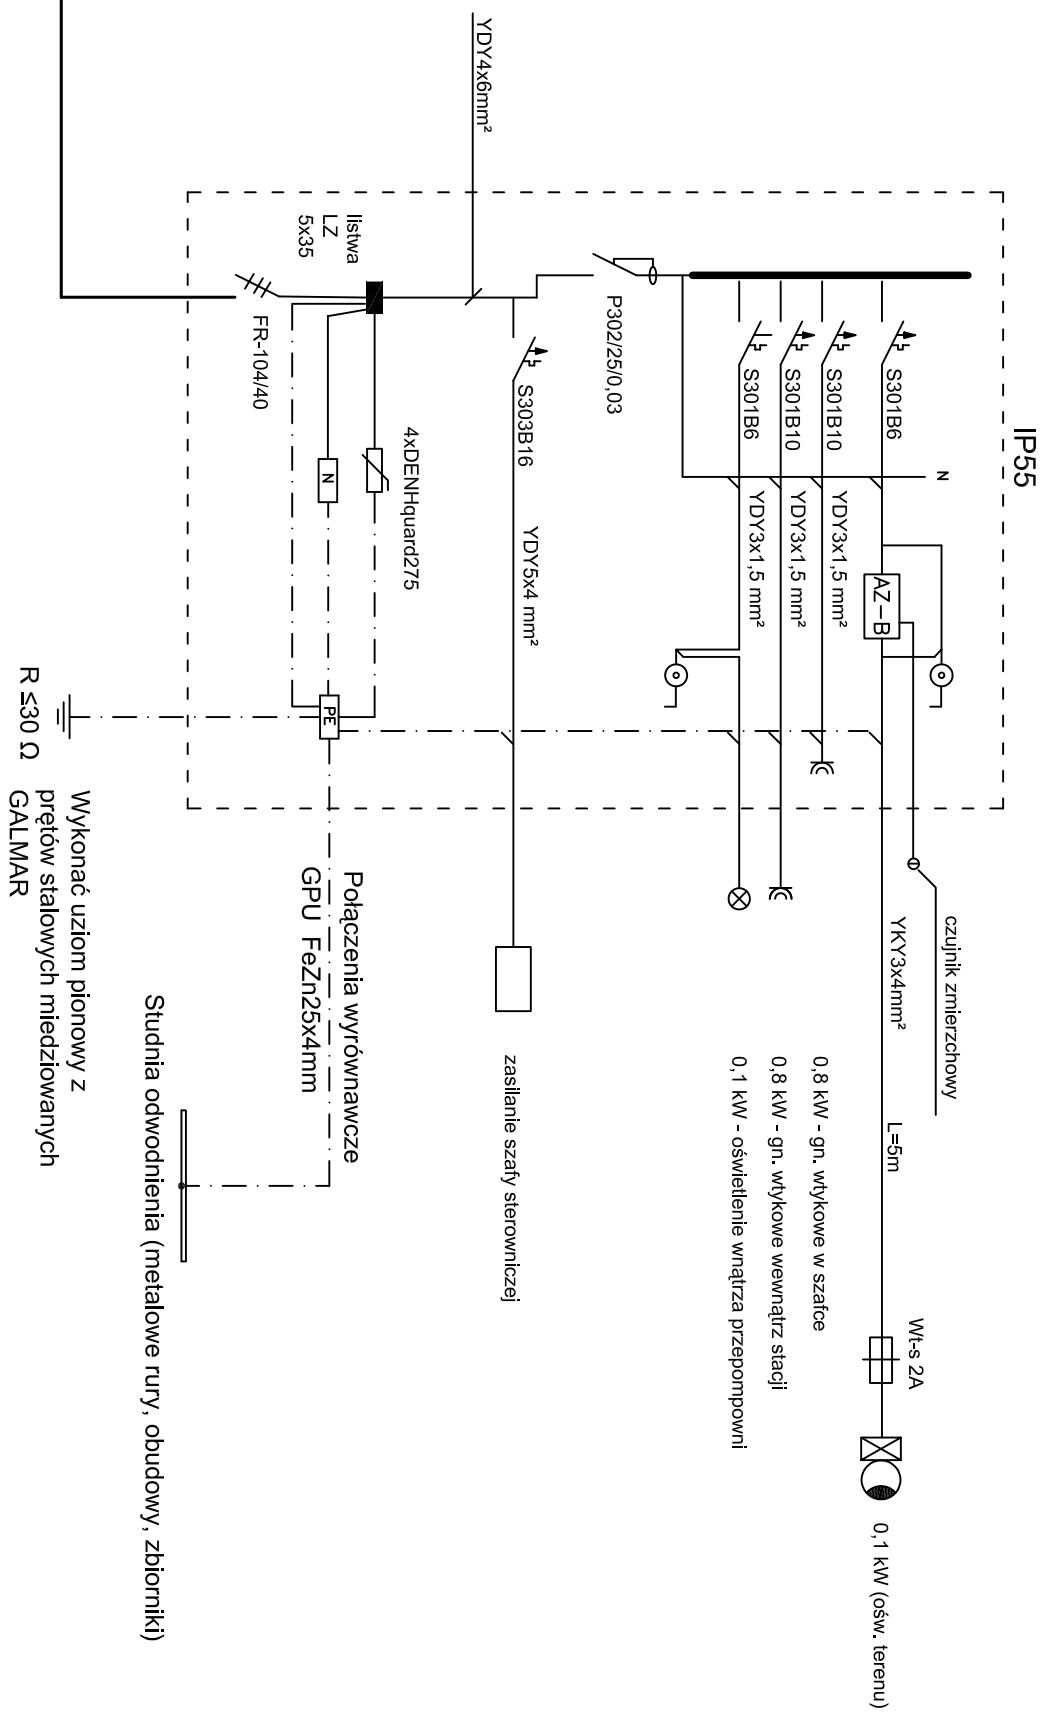 IP55
YDY4x6mm²
listwa
LZ
5x35
FR-104/40
P302/25/0,03
S303B16
S301B6
S301B10
S301B10
S301B6
N
4xDENHquard275
N
PE
YDY5x4 mm²
YDY3x1,5 mm²
YDY3x1,5 mm²
YDY3x1,5 mm²
AZ-B
czujnik zmierzchowy
YKY3x4mm²
L=5m
Wt-s 2A
0,1 kW (ośw. terenu)
0,8 kW - gn. wtykowe w szafce
0,8 kW - gn. wtykowe wewnątrz stacji
0,1 kW - oświetlenie wnątrza przepompowni
zasilanie szafy sterowniczej
Połączenia wyrównawcze
GPU FeZn25x4mm
Studnia odwodnienia (metalowe rury, obudowy, zbiorniki)
R ≤30 Ω
Wykonać uziom pionowy z
prętów stalowych miedziowanych
GALMAR